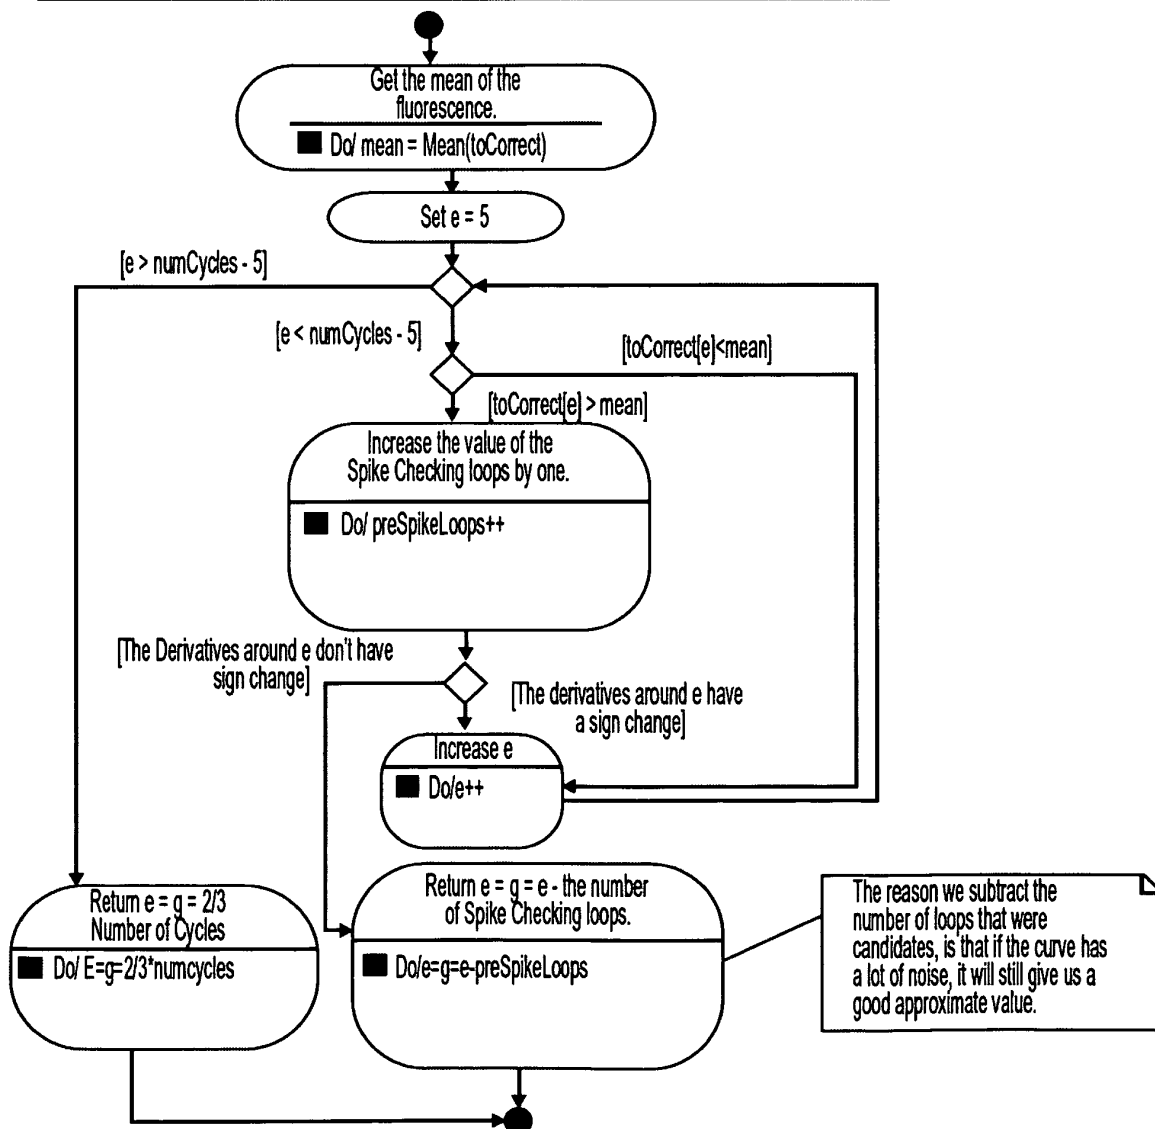 Get the mean of the
fluorescence.
Do/ mean = Mean(toCorrect)
Set e = 5
[e > numCycles - 5]
[e < numCycles - 5]
[toCorrect[e]<mean]
[toCorrect[e] > mean]
Increase the value of the
Spike Checking loops by one.
Do/ preSpikeLoops++
[The Derivatives around e don't have
sign change]
[The derivatives around e have
a sign change]
Increase e
Do/e++
Return e = g = 2/3
Number of Cycles
Do/ E=g=2/3*numcycles
Return e = g = e - the number
of Spike Checking loops.
Do/e=g=e-preSpikeLoops
The reason we subtract the
number of loops that were
candidates, is that if the curve has
a lot of noise, it will still give us a
good approximate value.